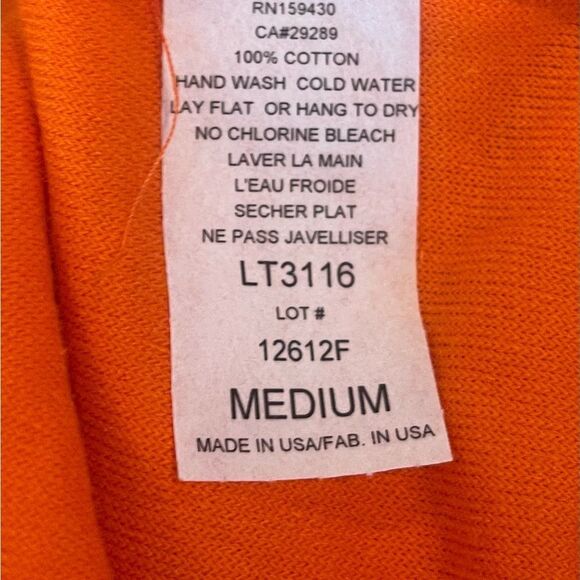 RN159430
CA#29289
100% COTTON
HAND WASH COLD WATER
LAY FLAT OR HANG TO DRY
NO CHLORINE BLEACH
LAVER LA MAIN
L'EAU FROIDE
SECHER PLAT
NE PASS JAVELLISER
LT3116
LOT #
12612F
MEDIUM
MADE IN USA/FAB. IN USA